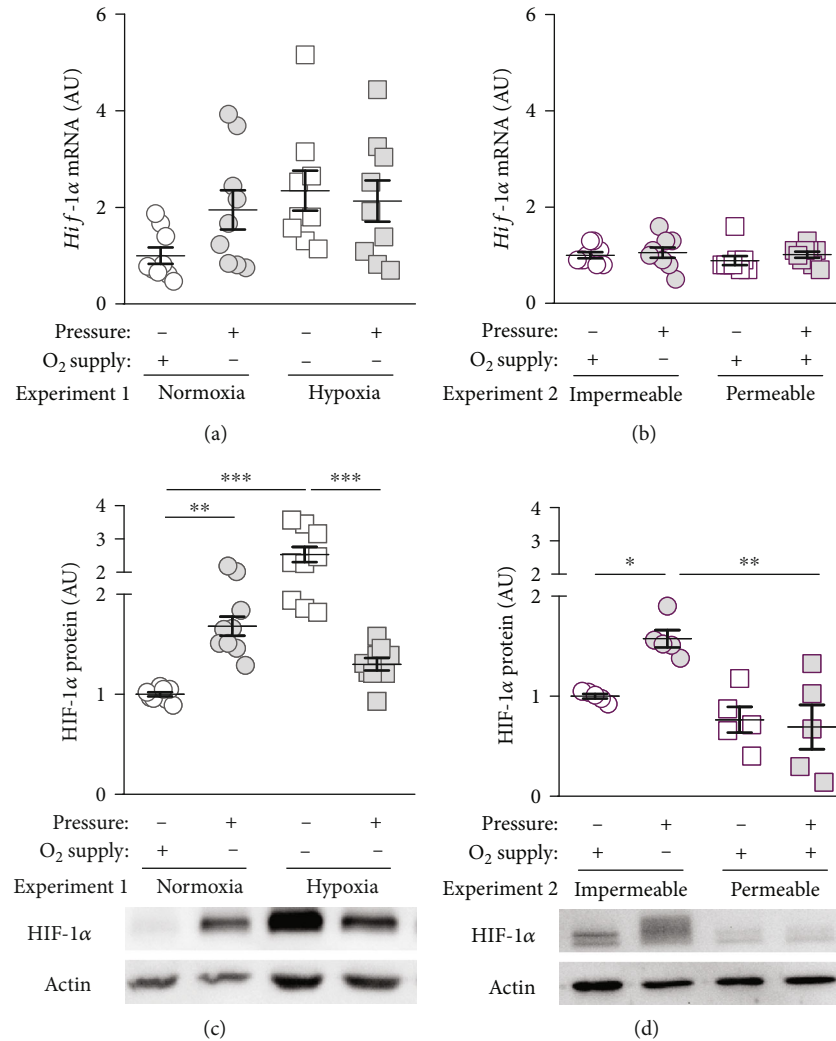 6
4
2
0
Hif-1α mRNA (AU)
Pressure: – + – +
O2 supply: + – – –
Experiment 1 Normoxia Hypoxia
(a)
6
4
2
0
Hif-1α mRNA (AU)
Pressure: – + – +
O2 supply: + – + +
Experiment 2 Impermeable Permeable
(b)
*** ***
**
4
3
2
2
1
0
HIF-1α protein (AU)
Pressure: – + – +
O2 supply: + – – –
Experiment 1 Normoxia Hypoxia
HIF-1α
Actin
(c)
* **
4
3
2
2
1
0
HIF-1α protein (AU)
Pressure: – + – +
O2 supply: + – + +
Experiment 2 Impermeable Permeable
HIF-1α
Actin
(d)